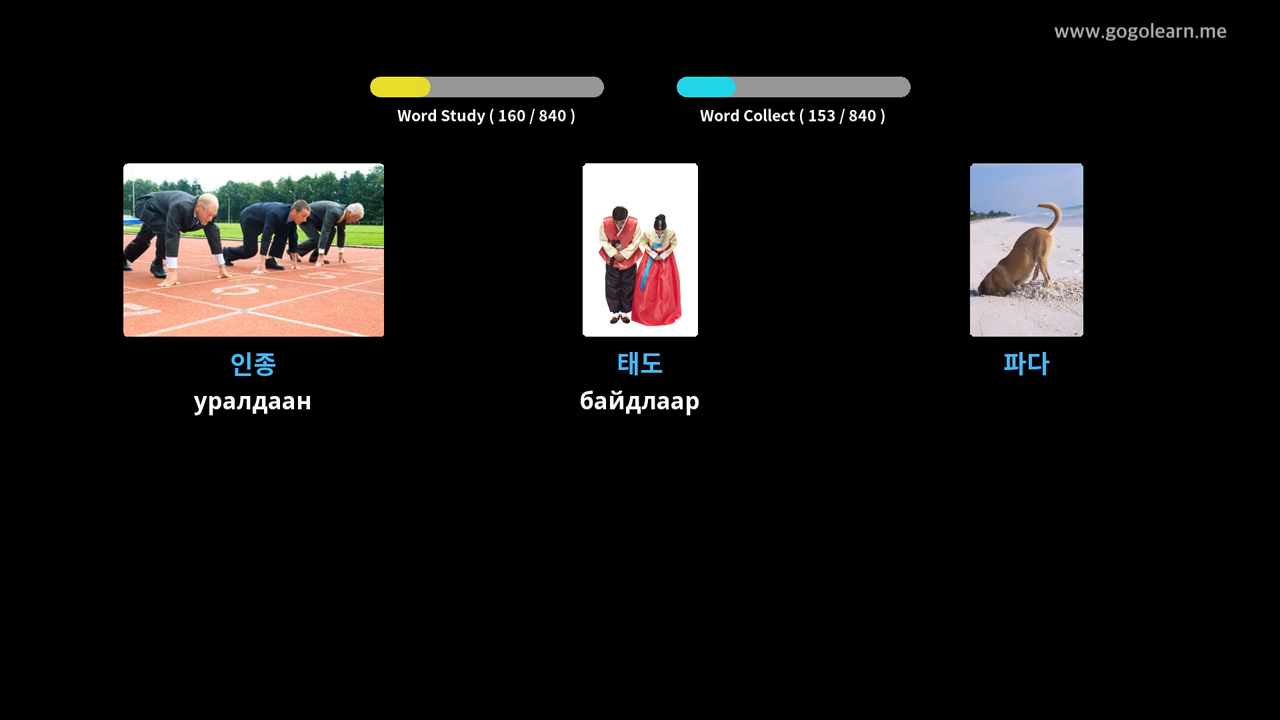 www.gogolearn.me
Word Study ( 160 / 840 )
Word Collect ( 153 / 840 )
인종
태도
파다
уралдаан
байдлаар